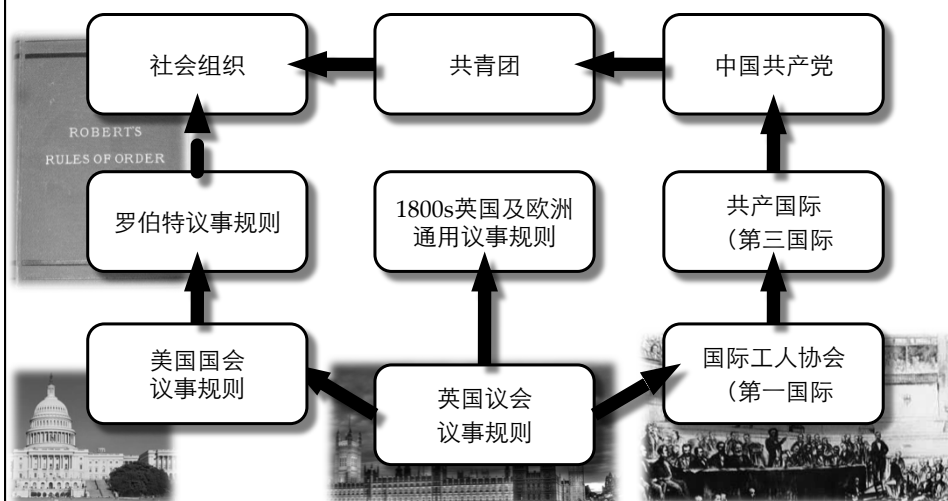 社会组织
共青团
中国共产党
ROBERT'S
RULES OF ORDER
罗伯特议事规则
1800s英国及欧洲
通用议事规则
共产国际
（第三国际
美国国会
议事规则
英国议会
议事规则
国际工人协会
（第一国际